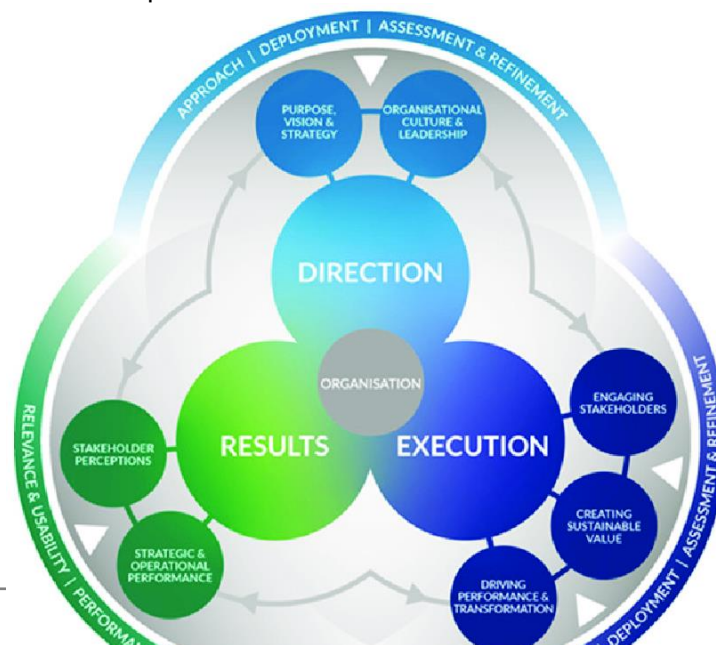 APPROACH | DEPLOYMENT | ASSESSMENT & REFINEMENT
PURPOSE,
VISION &
STRATEGY
ORGANISATIONAL
CULTURE &
LEADERSHIP
DIRECTION
ORGANISATION
RESULTS
EXECUTION
STAKEHOLDER
PERCEPTIONS
STRATEGIC &
OPERATIONAL
PERFORMANCE
ENGAGING
STAKEHOLDERS
CREATING
SUSTAINABLE
VALUE
DRIVING
PERFORMANCE &
TRANSFORMATION
RELEVANCE & USABILITY |
| DEPLOYMENT | ASSESSMENT & REFINEMENT